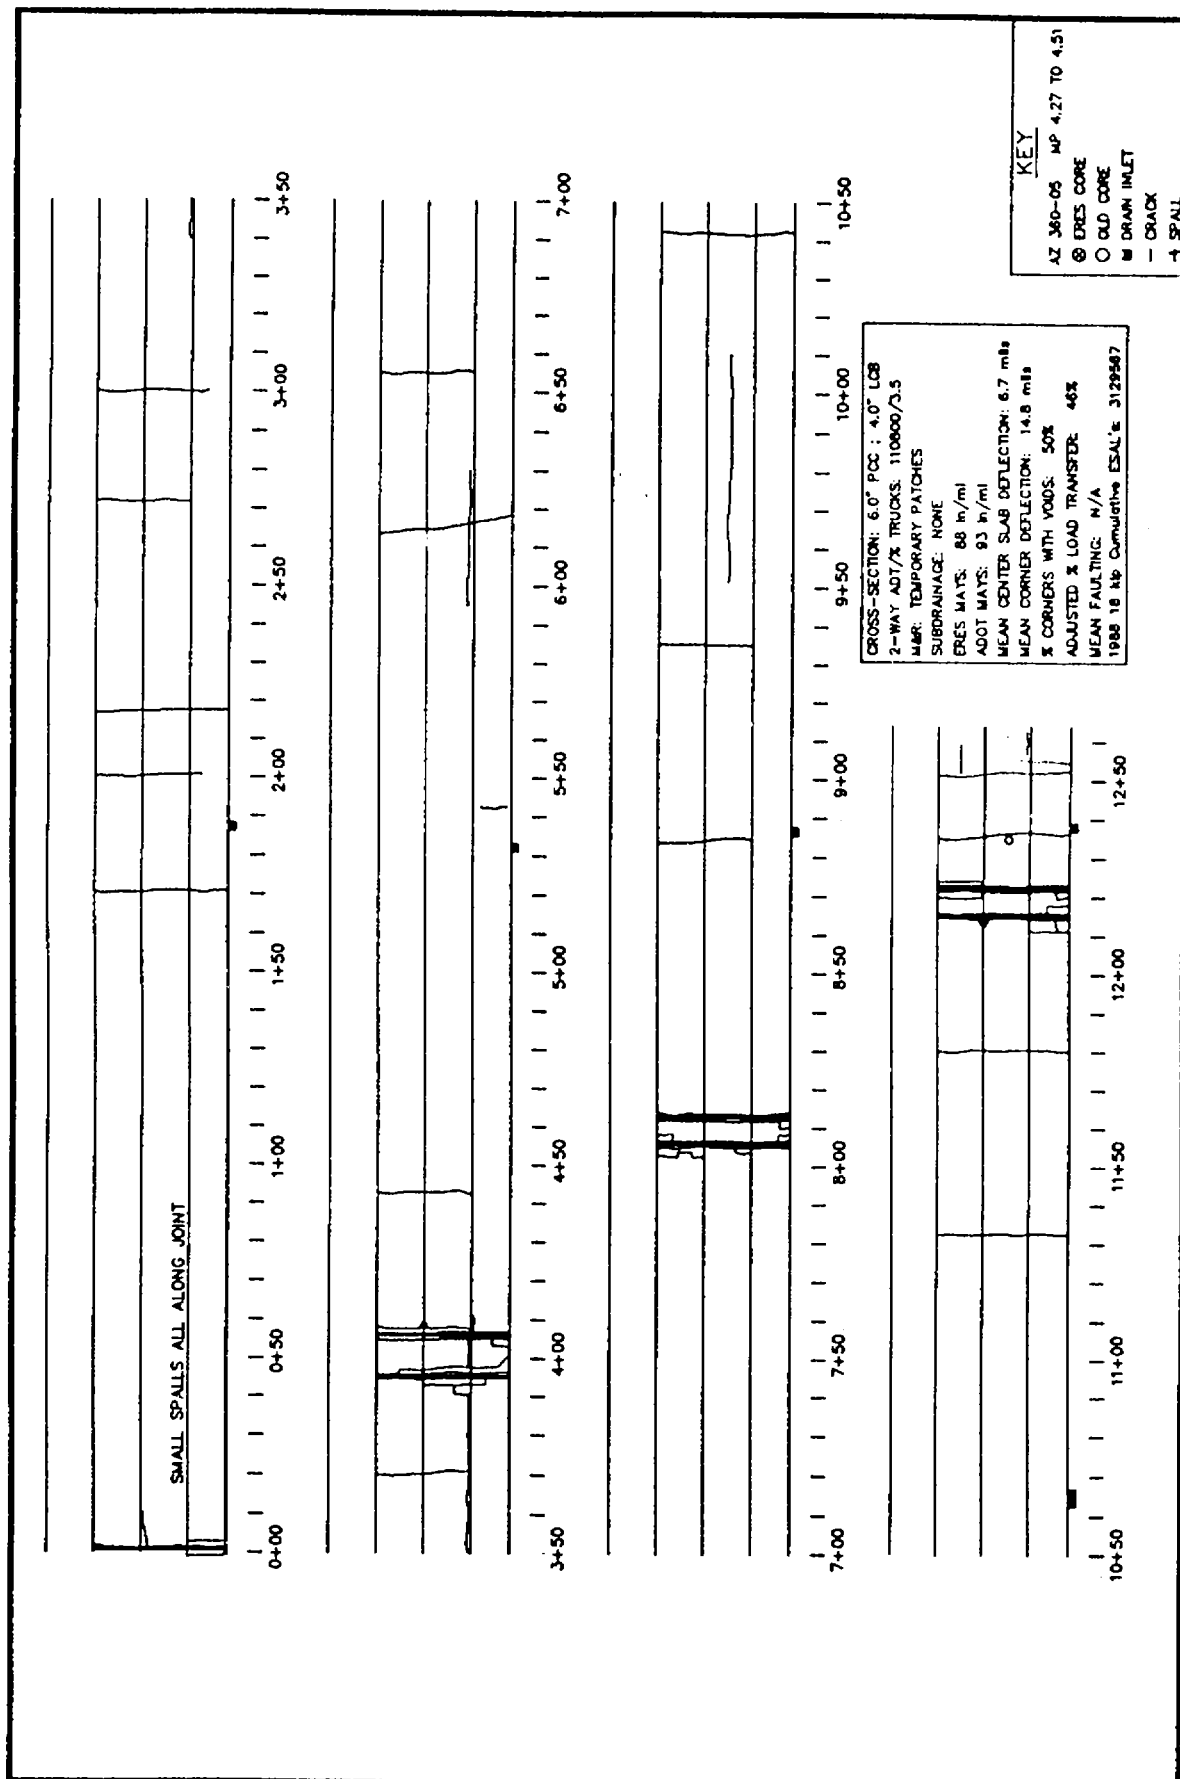 SMALL SPALLS ALL ALONG JOINT
0+00 0+50 1+00 1+50 2+00 2+50 3+00 3+50
3+50 4+00 4+50 5+00 5+50 6+00 6+50 7+00
7+00 7+50 8+00 8+50 9+00 9+50 10+00 10+50
CROSS-SECTION: 6.0" PCC ; 4.0" LCB
2-WAY ADT/% TRUCKS: 110800/3.5
M&R: TEMPORARY PATCHES
SUBDRAINAGE: NONE
ERES MAYS: 88 in/mi
ADOT MAYS: 93 in/mi
MEAN CENTER SLAB DEFLECTION: 6.7 mils
MEAN CORNER DEFLECTION: 14.8 mils
% CORNERS WITH VOIDS: 50%
ADJUSTED % LOAD TRANSFER: 46%
MEAN FAULTING: N/A
1988 18 kip Cumulative ESAL's: 3129567
10+50 11+00 11+50 12+00 12+50
KEY
AZ 360-05 MP 4.27 TO 4.51
ERES CORE
OLD CORE
DRAIN INLET
CRACK
SPALL